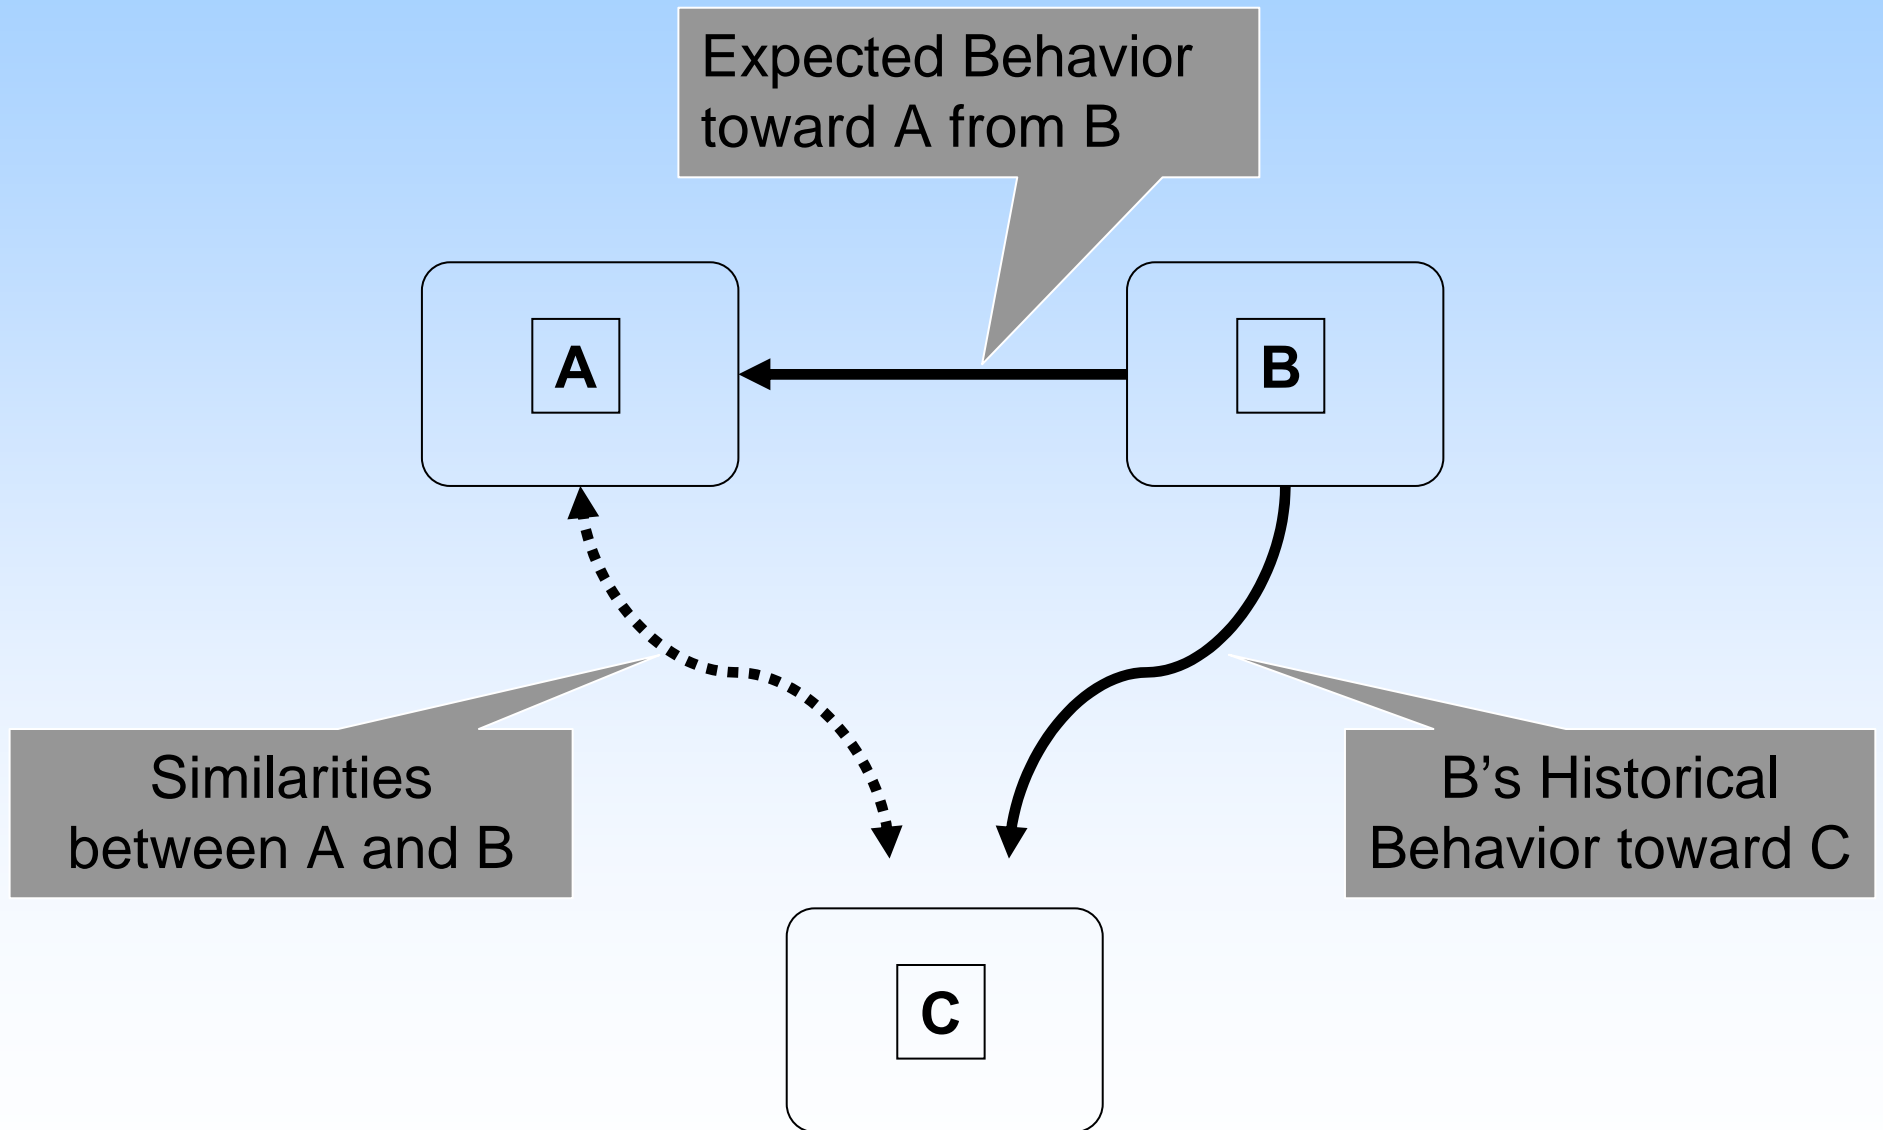 Expected Behavior
toward A from B
A
B
Similarities
between A and B
B’s Historical
Behavior toward C
C